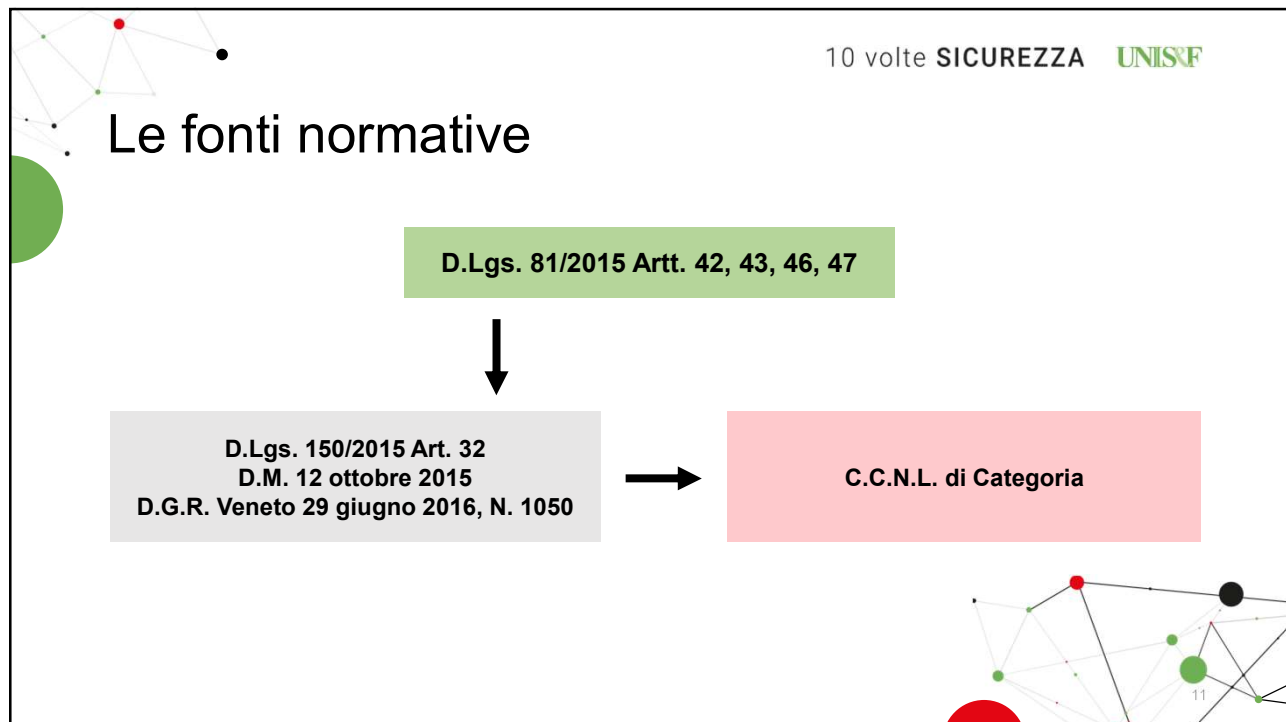 10 volte SICUREZZA UNIS&F
Le fonti normative
D.Lgs. 81/2015 Artt. 42, 43, 46, 47
D.Lgs. 150/2015 Art. 32
D.M. 12 ottobre 2015
D.G.R. Veneto 29 giugno 2016, N. 1050
C.C.N.L. di Categoria
11